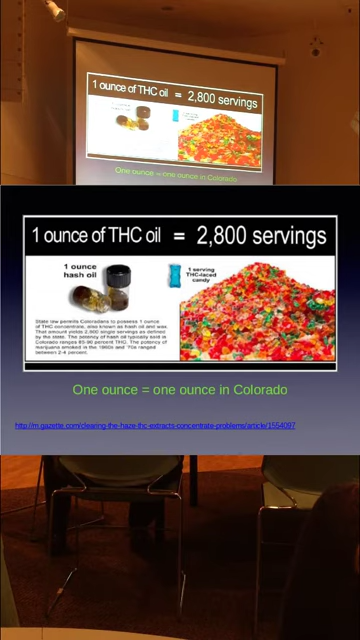 1 ounce of THC oil = 2,800 servings
One ounce = one ounce in Colorado
1 ounce of THC oil = 2,800 servings
1 ounce
hash oil
1 serving
THC-laced
candy
State law permits Coloradans to possess 1 ounce
of THC concentrate, also known as hash oil and wax.
That amount yields 2,800 single servings as defined
by the state. The potency of hash oil typically sold in
Colorado ranges 85-90 percent THC. The potency of
marijuana smoked in the 1960s and '70s ranged
between 2-4 percent.
One ounce = one ounce in Colorado
http://m.gazette.com/clearing-the-haze-thc-extracts-concentrate-problems/article/1554097